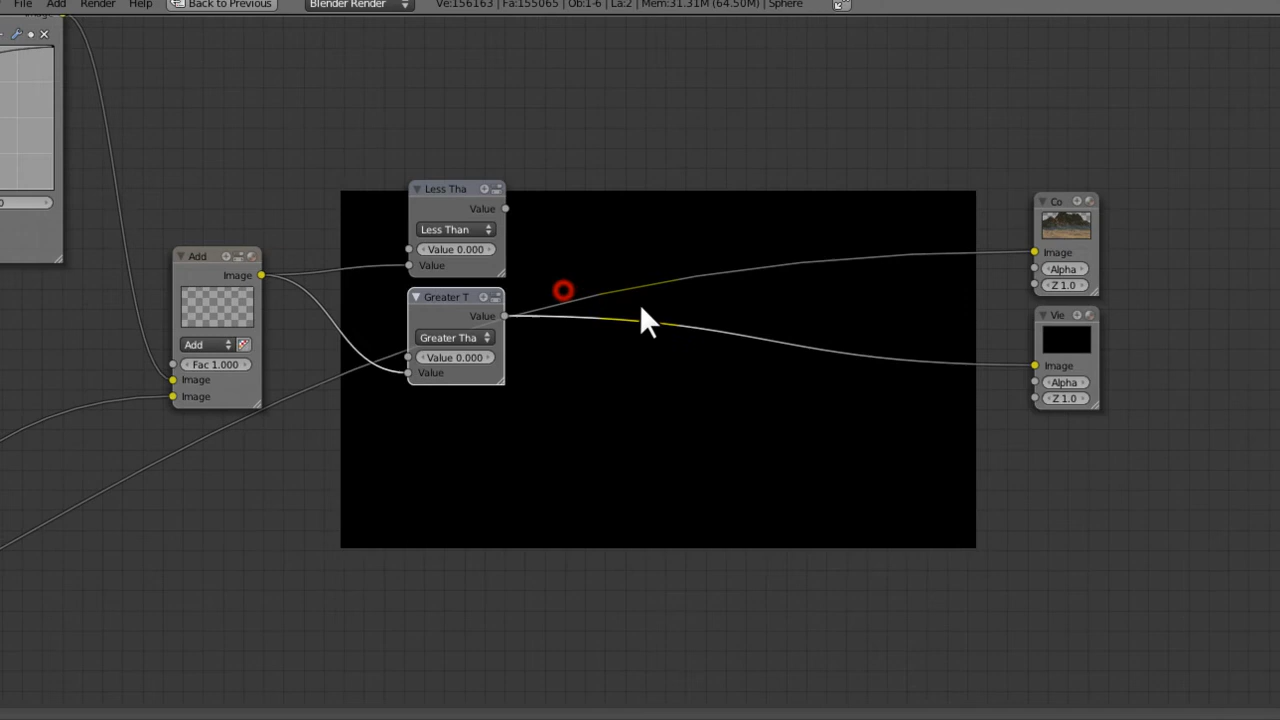 File Add Render Help Back to Previous Blender Render Ve:156163 | Fa:155065 | Ob:1-6 | La:2 | Mem:31.31M (64.50M) | Sphere
Less Tha
Value
Less Than
Value 0.000
Value
Co
Image
Alpha
Z 1.0
Add
Image
Add
Fac 1.000
Image
Image
Greater T
Value
Greater Tha
Value 0.000
Value
Vie
Image
Alpha
Z 1.0